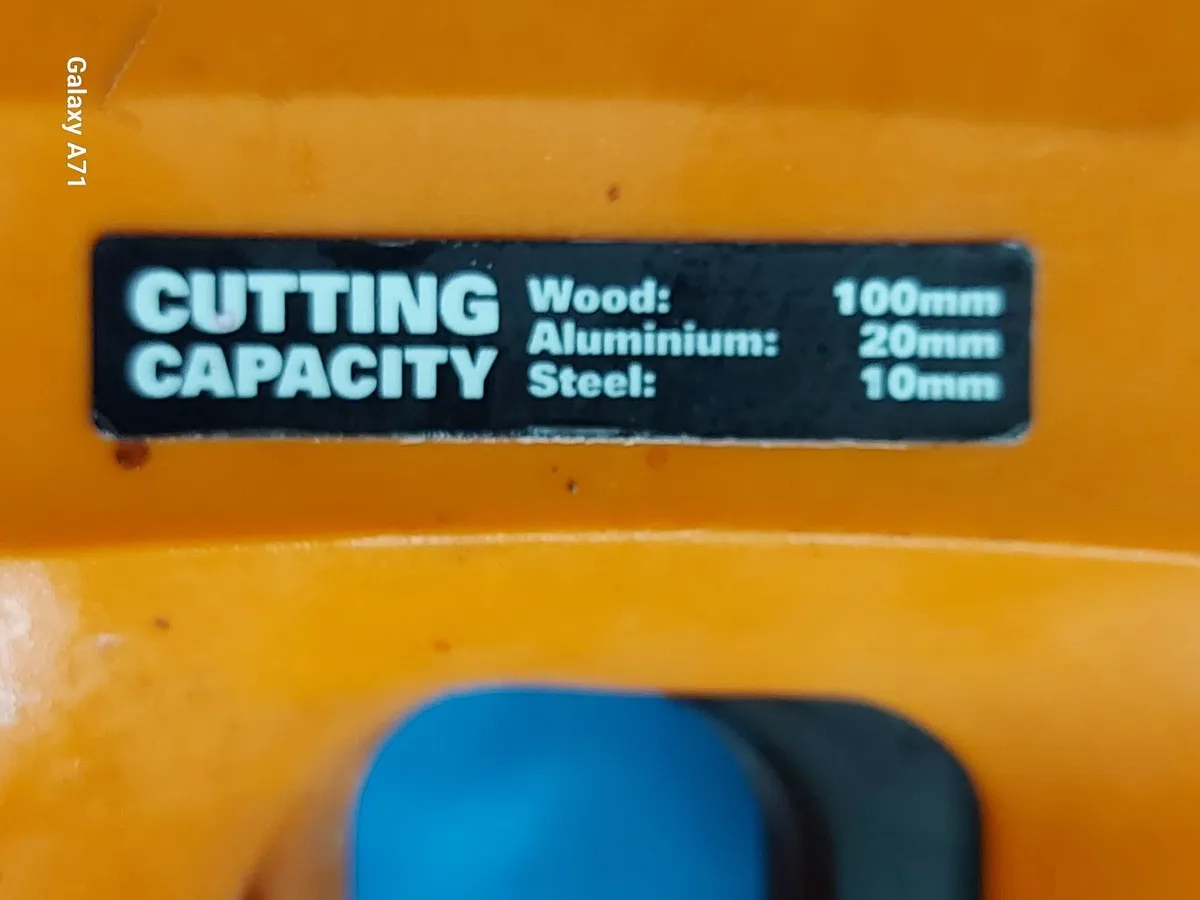 Galaxy A71
CUTTING
CAPACITY
Wood: 100mm
Aluminium: 20mm
Steel: 10mm